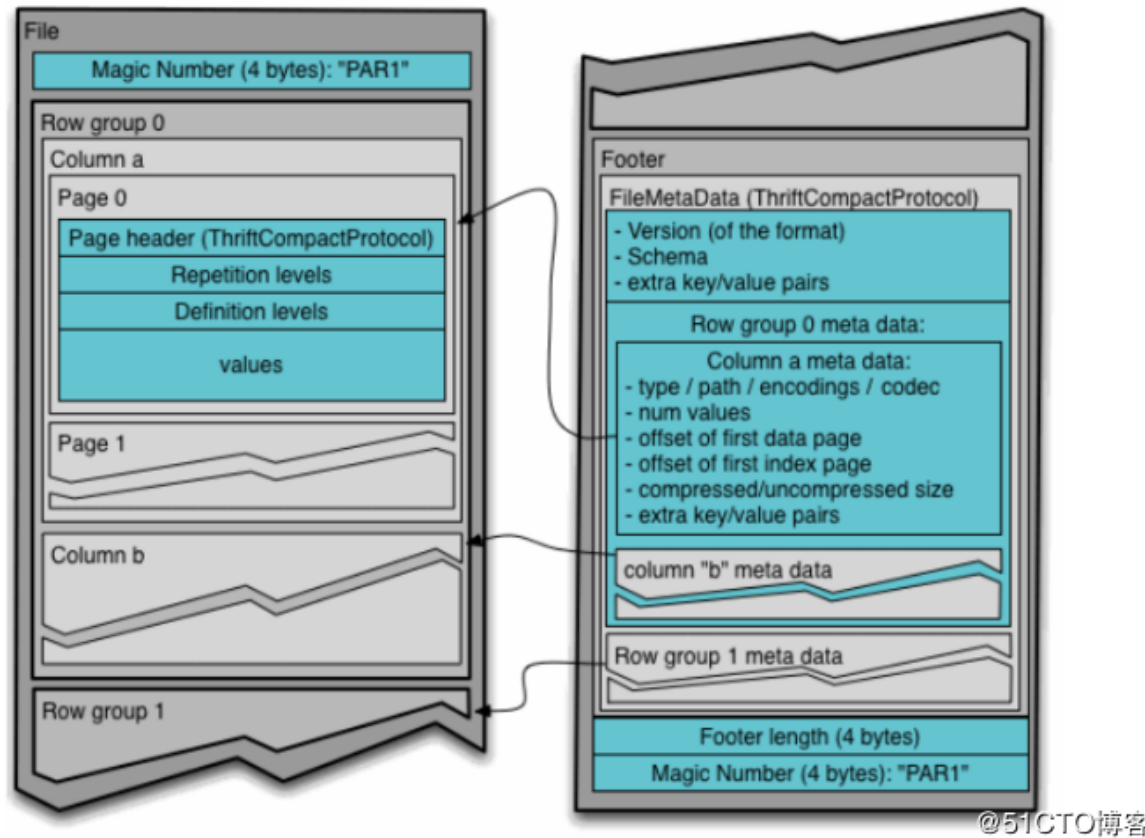 File
Magic Number (4 bytes): "PAR1"
Row group 0
Column a
Page 0
Page header (ThriftCompactProtocol)
Repetition levels
Definition levels
values
Page 1
Column b
Row group 1
Footer
FileMetaData (ThriftCompactProtocol)
- Version (of the format)
- Schema
- extra key/value pairs
Row group 0 meta data:
Column a meta data:
- type / path / encodings / codec
- num values
- offset of first data page
- offset of first index page
- compressed/uncompressed size
- extra key/value pairs
column "b" meta data
Row group 1 meta data
Footer length (4 bytes)
Magic Number (4 bytes): "PAR1"
@51CTO博客